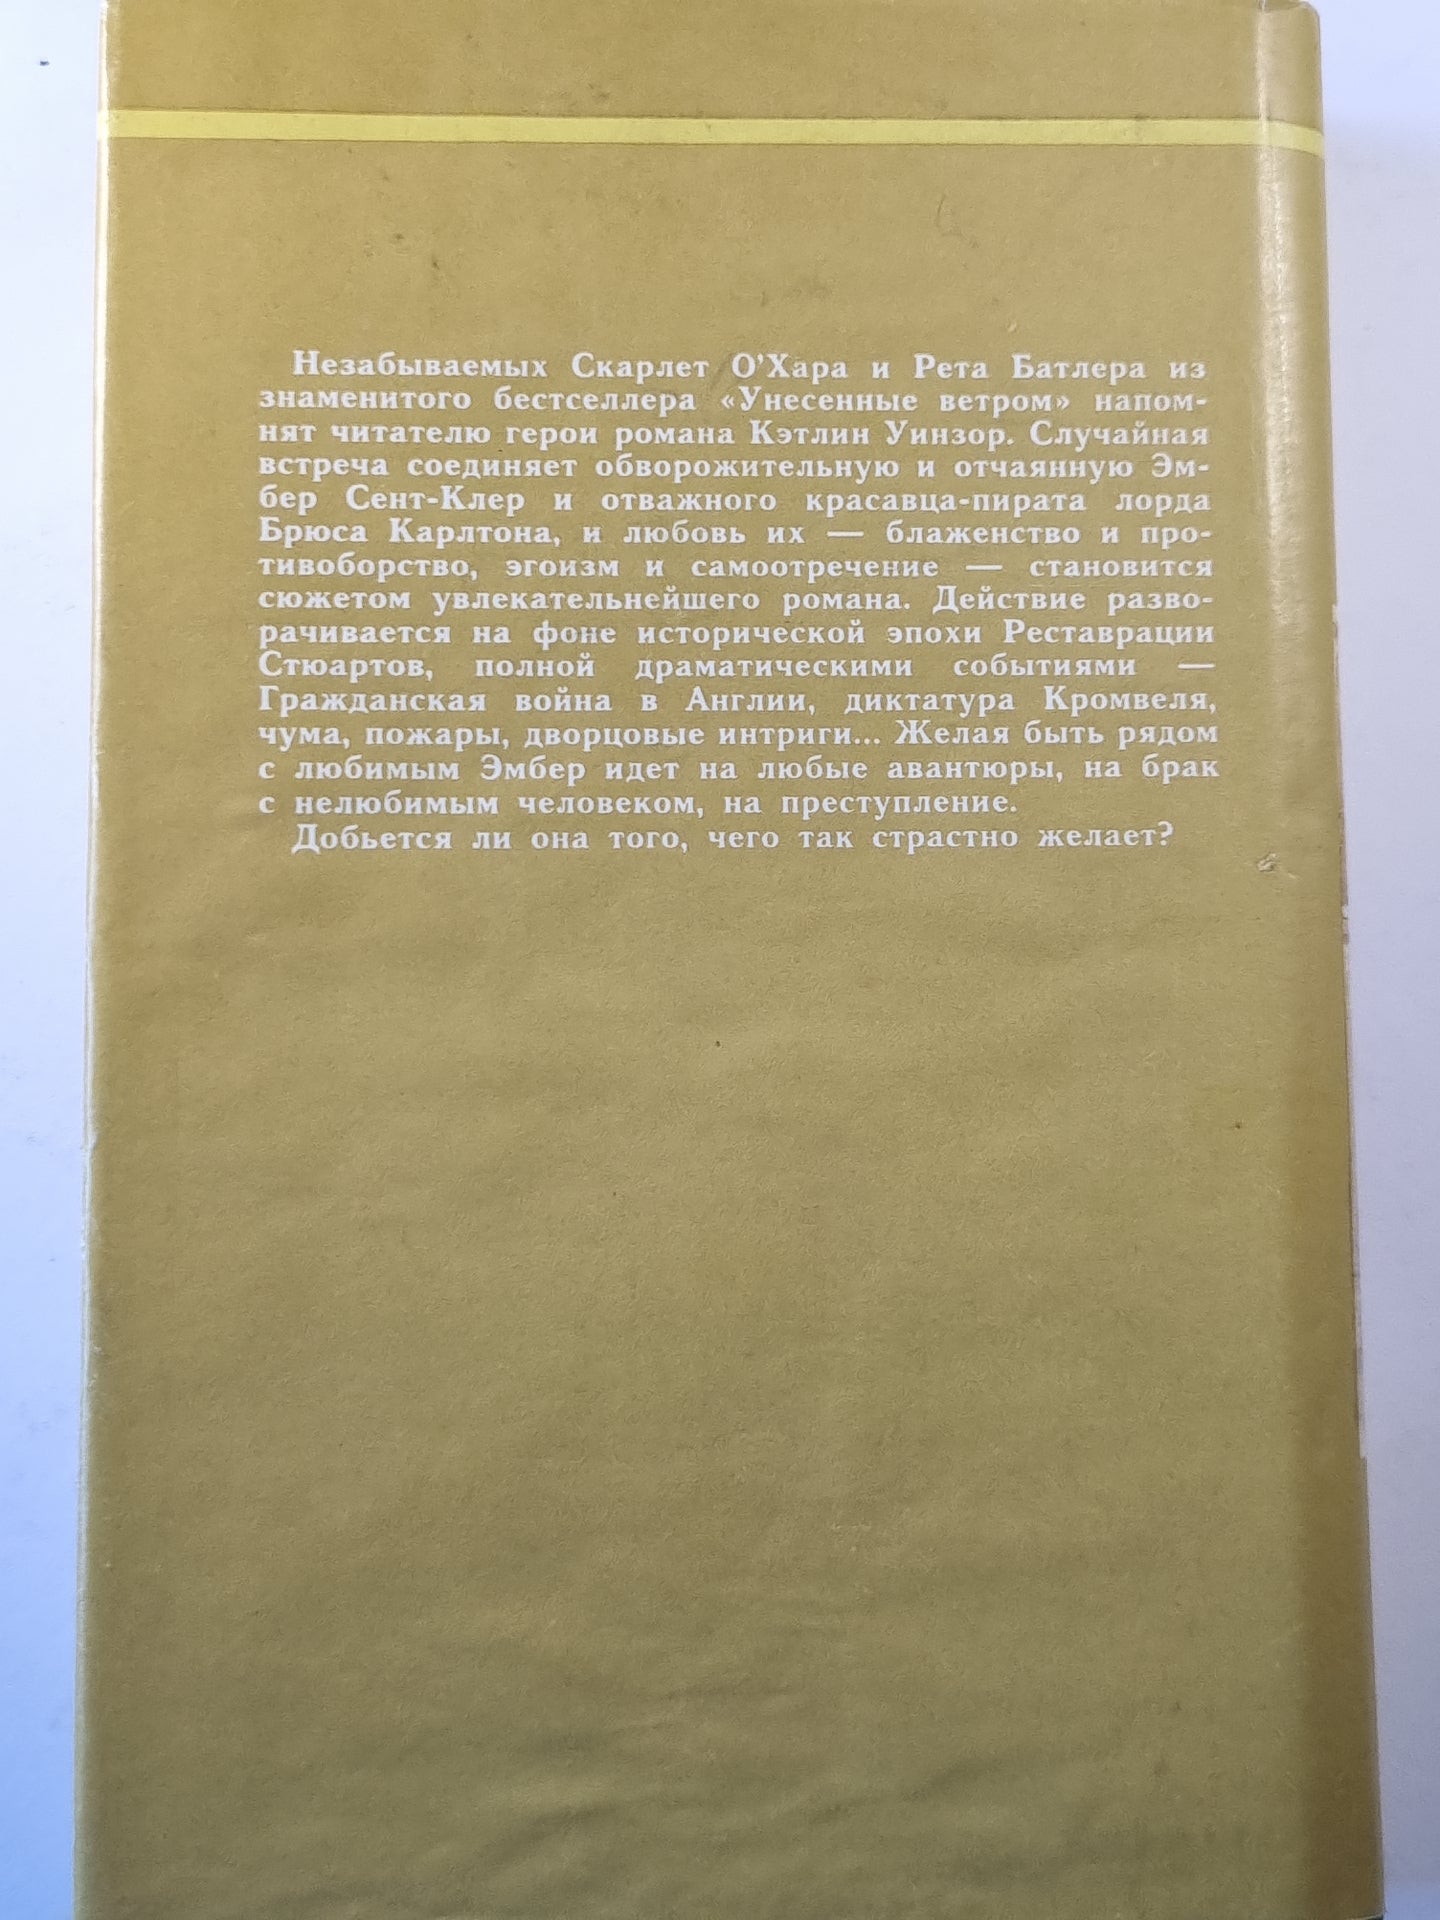 Незабываемых Скарлет О'Хара и Рета Батлера из
знаменитого бестселлера «Унесенные ветром» напом-
нят читателю герои романа Кэтлин Уинзор. Случайная
встреча соединяет обворожительную и отчаянную Эм-
бер Сент-Клер и отважного красавца-пирата лорда
Брюса Карлтона, и любовь их — блаженство и про-
тивоборство, эгоизм и самоотречение — становится
сюжетом увлекательнейшего романа. Действие разво-
рачивается на фоне исторической эпохи Реставрации
Стюартов, полной драматическими событиями —
Гражданская война в Англии, диктатура Кромвеля,
чума, пожары, дворцовые интриги... Желая быть рядом
с любимым Эмбер идет на любые авантюры, на брак
с нелюбимым человеком, на преступление.
Добьется ли она того, чего так страстно желает?